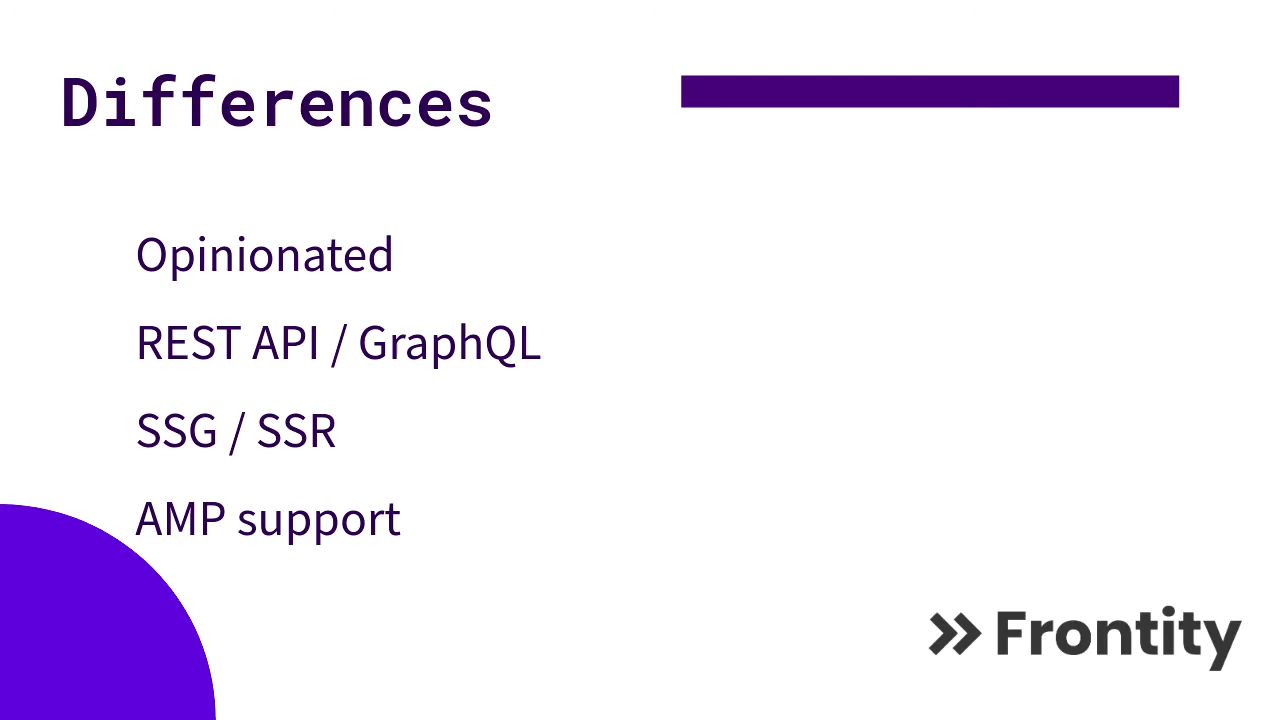 Differences
Opinionated
REST API / GraphQL
SSG / SSR
AMP support
Frontity